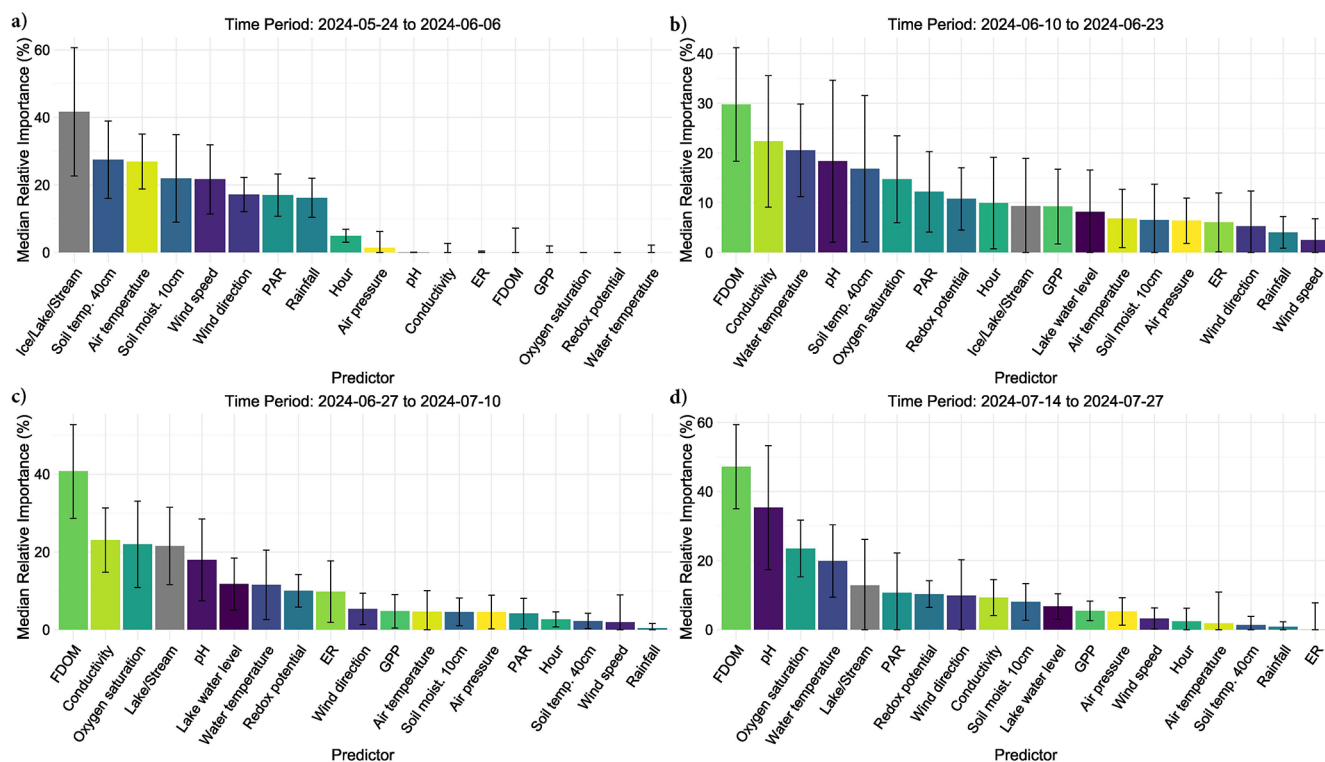 a)
Time Period: 2024-05-24 to 2024-06-06
Median Relative Importance (%)
60
40
20
0
Ice/Lake/Stream
Soil temp. 40cm
Air temperature
Soil moist. 10cm
Wind speed
Wind direction
PAR
Rainfall
Hour
Air pressure
pH
Conductivity
ER
FDOM
GPP
Oxygen saturation
Redox potential
Water temperature
Predictor
b)
Time Period: 2024-06-10 to 2024-06-23
Median Relative Importance (%)
40
30
20
10
0
FDOM
Conductivity
Water temperature
pH
Soil temp. 40cm
Oxygen saturation
PAR
Redox potential
Hour
Ice/Lake/Stream
GPP
Lake water level
Air temperature
Soil moist. 10cm
Air pressure
ER
Wind direction
Rainfall
Wind speed
Predictor
c)
Time Period: 2024-06-27 to 2024-07-10
Median Relative Importance (%)
40
20
0
FDOM
Conductivity
Oxygen saturation
Lake/Stream
pH
Lake water level
Water temperature
Redox potential
ER
Wind direction
GPP
Air temperature
Soil moist. 10cm
Air pressure
PAR
Hour
Soil temp. 40cm
Wind speed
Rainfall
Predictor
d)
Time Period: 2024-07-14 to 2024-07-27
Median Relative Importance (%)
60
40
20
0
FDOM
pH
Oxygen saturation
Water temperature
Lake/Stream
PAR
Redox potential
Wind direction
Conductivity
Soil moist. 10cm
Lake water level
GPP
Air pressure
Wind speed
Hour
Air temperature
Soil temp. 40cm
Rainfall
ER
Predictor